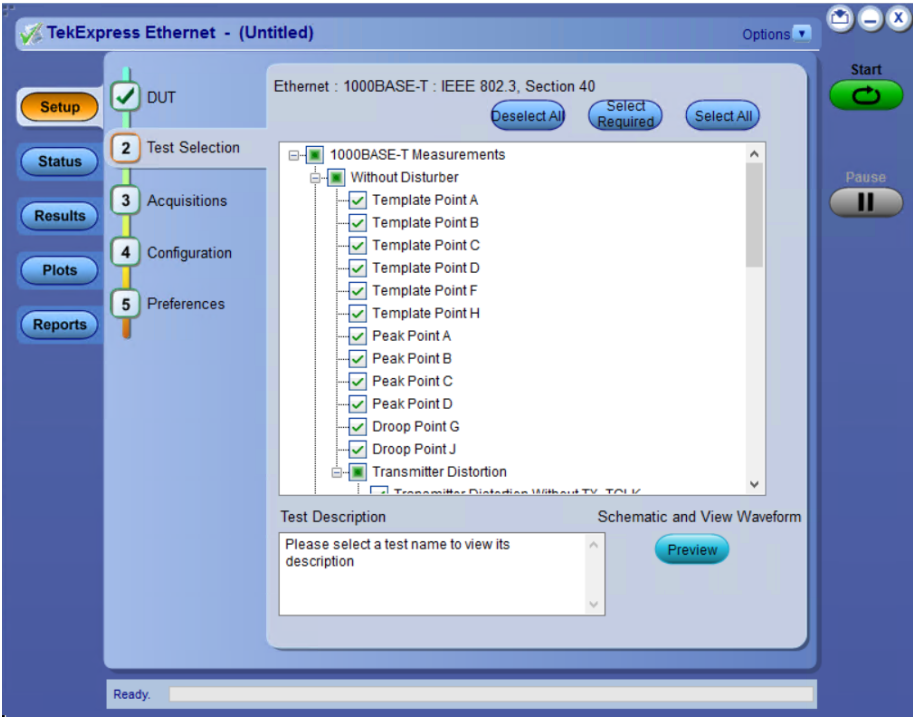 TekExpress Ethernet - (Untitled)
Options
Start
Pause
Setup
Status
Results
Plots
Reports
DUT
2 Test Selection
3 Acquisitions
4 Configuration
5 Preferences
Ethernet : 1000BASE-T : IEEE 802.3, Section 40
Deselect All
Select
Required
Select All
1000BASE-T Measurements
Without Disturber
Template Point A
Template Point B
Template Point C
Template Point D
Template Point F
Template Point H
Peak Point A
Peak Point B
Peak Point C
Peak Point D
Droop Point G
Droop Point J
Transmitter Distortion
Transmitter Distortion Without TX_TCLK
Test Description
Schematic and View Waveform
Please select a test name to view its
description
Preview
Ready.